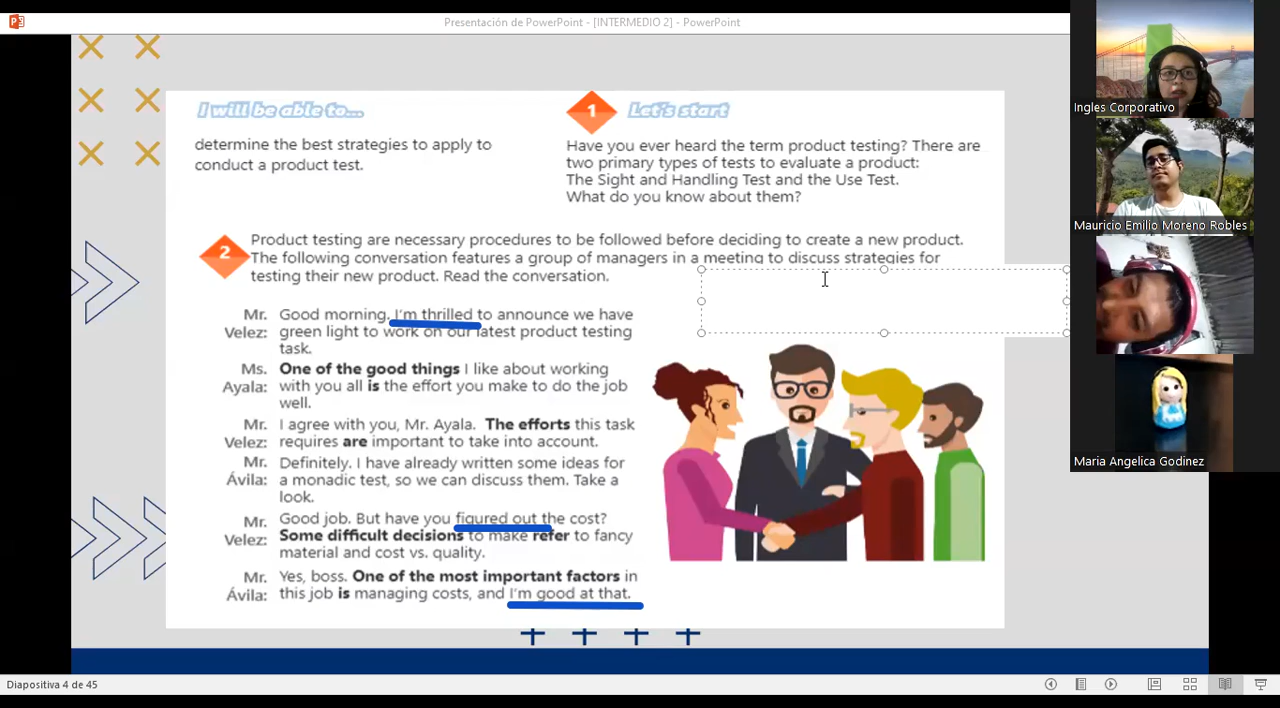 Presentación de PowerPoint - [INTERMEDIO 2] - PowerPoint
I will be able to...
determine the best strategies to apply to
conduct a product test.
1 Let's start
Have you ever heard the term product testing? There are
two primary types of tests to evaluate a product:
The Sight and Handling Test and the Use Test.
What do you know about them?
2 Product testing are necessary procedures to be followed before deciding to create a new product.
The following conversation features a group of managers in a meeting to discuss strategies for
testing their new product. Read the conversation.
Mr. Good morning. I'm thrilled to announce we have
Velez: green light to work on our latest product testing
task.
Ms. One of the good things I like about working
Ayala: with you all is the effort you make to do the job
well.
Mr. I agree with you, Mr. Ayala. The efforts this task
Velez: requires are important to take into account.
Mr. Definitely. I have already written some ideas for
Ávila: a monadic test, so we can discuss them. Take a
look.
Mr. Good job. But have you figured out the cost?
Velez: Some difficult decisions to make refer to fancy
material and cost vs. quality.
Mr. Yes, boss. One of the most important factors in
Ávila: this job is managing costs, and I'm good at that.
Ingles Corporativo
Mauricio Emilio Moreno Robles
Maria Angelica Godinez
Diapositiva 4 de 45